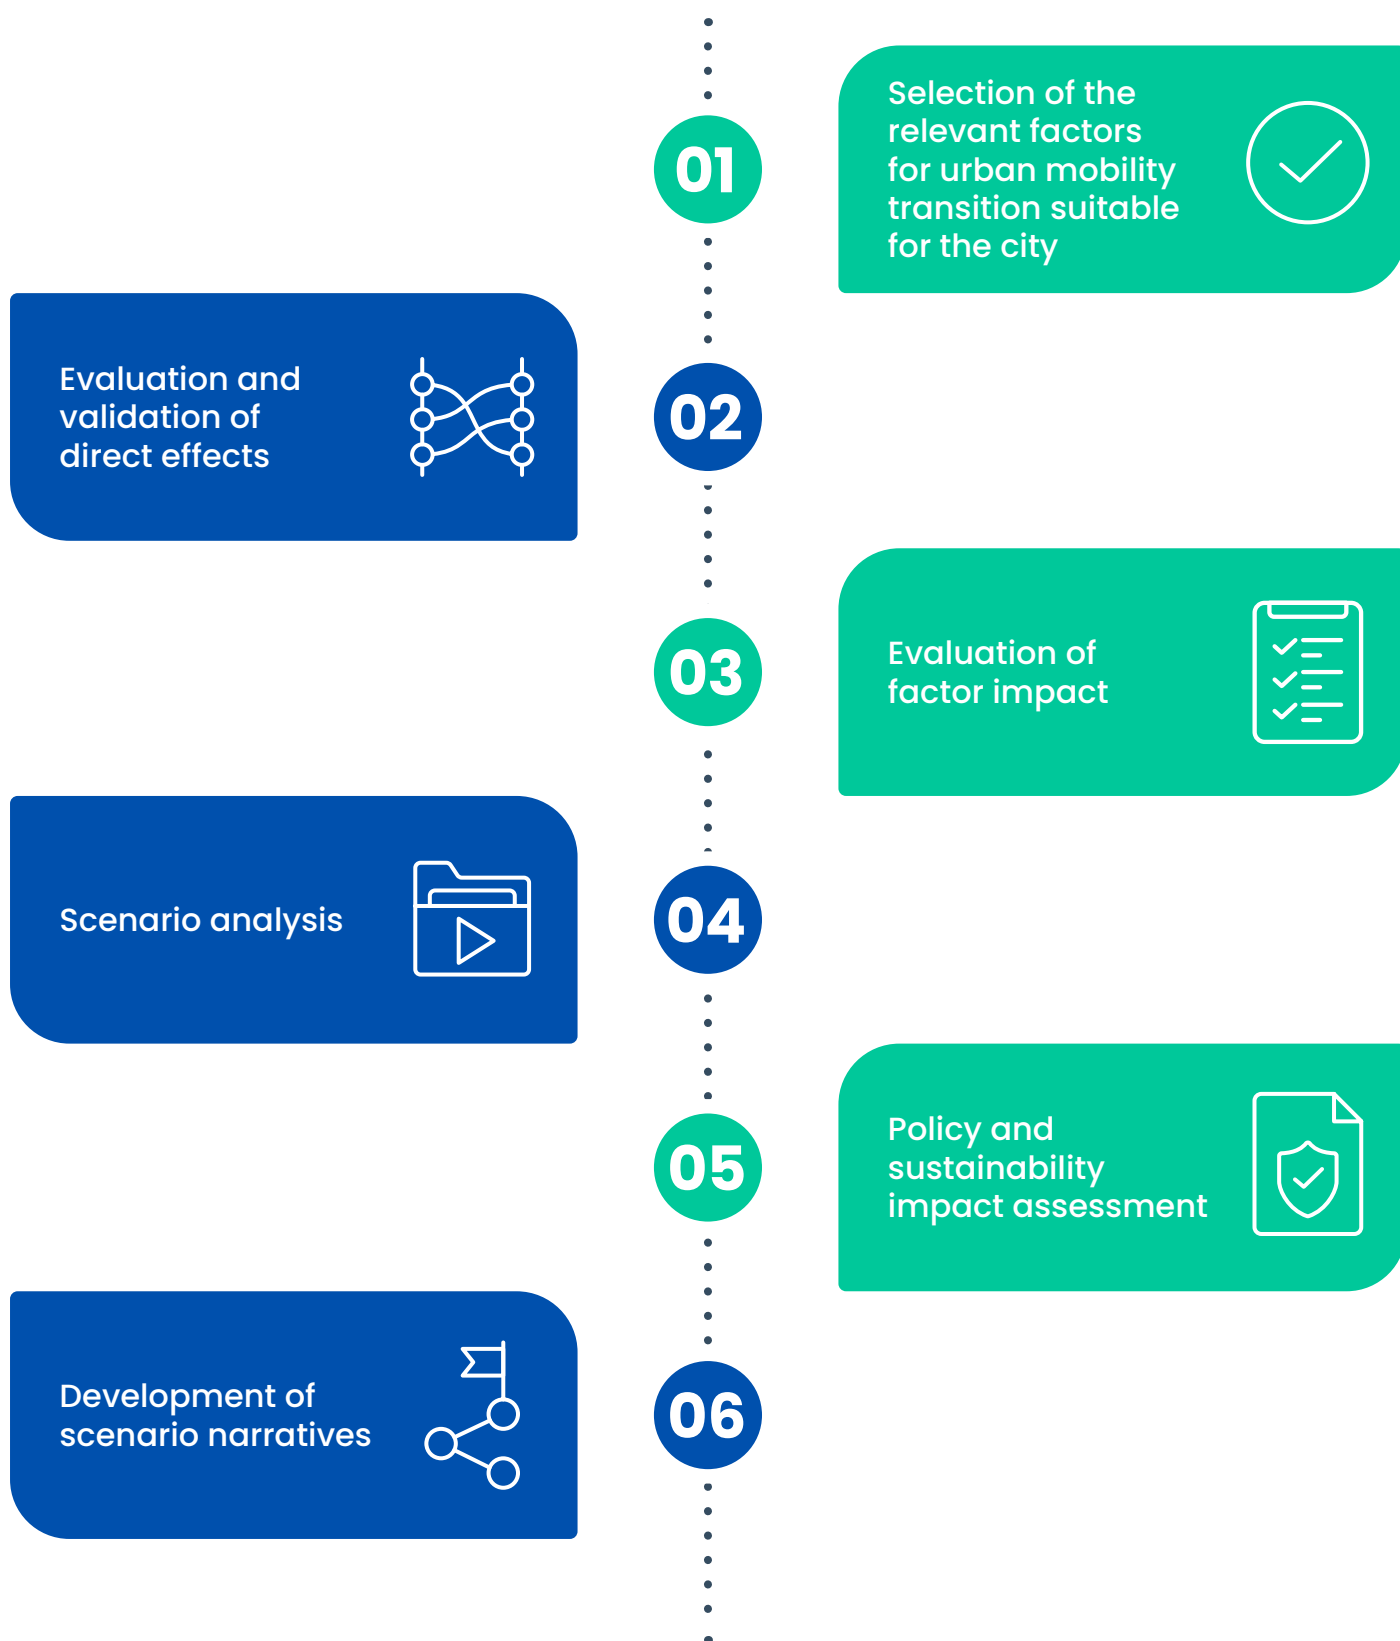 01
Selection of the
relevant factors
for urban mobility
transition suitable
for the city
02
Evaluation and
validation of
direct effects
03
Evaluation of
factor impact
04
Scenario analysis
05
Policy and
sustainability
impact assessment
06
Development of
scenario narratives